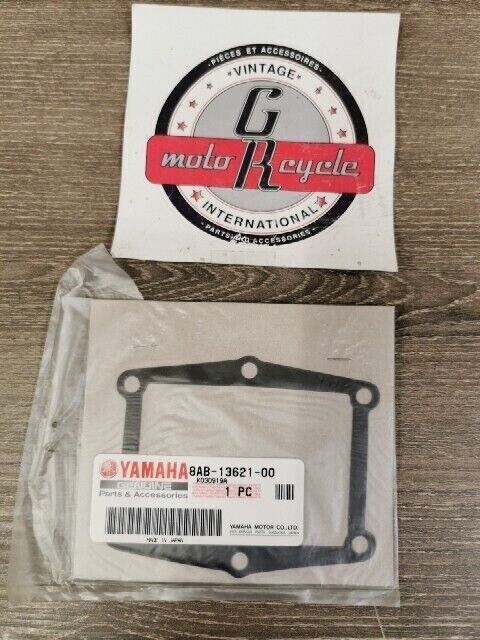 · PIÈCES ET ACCESSOIRES ·
VINTAGE
G
moto R cycle
INTERNATIONAL
· PARTS AND ACCESSORIES ·
YAMAHA 8AB-13621-00
GENUINE K030919A
Parts & Accessories 1 PC
YAMAHA MOTOR CO.,LTD.
MADE IN JAPAN